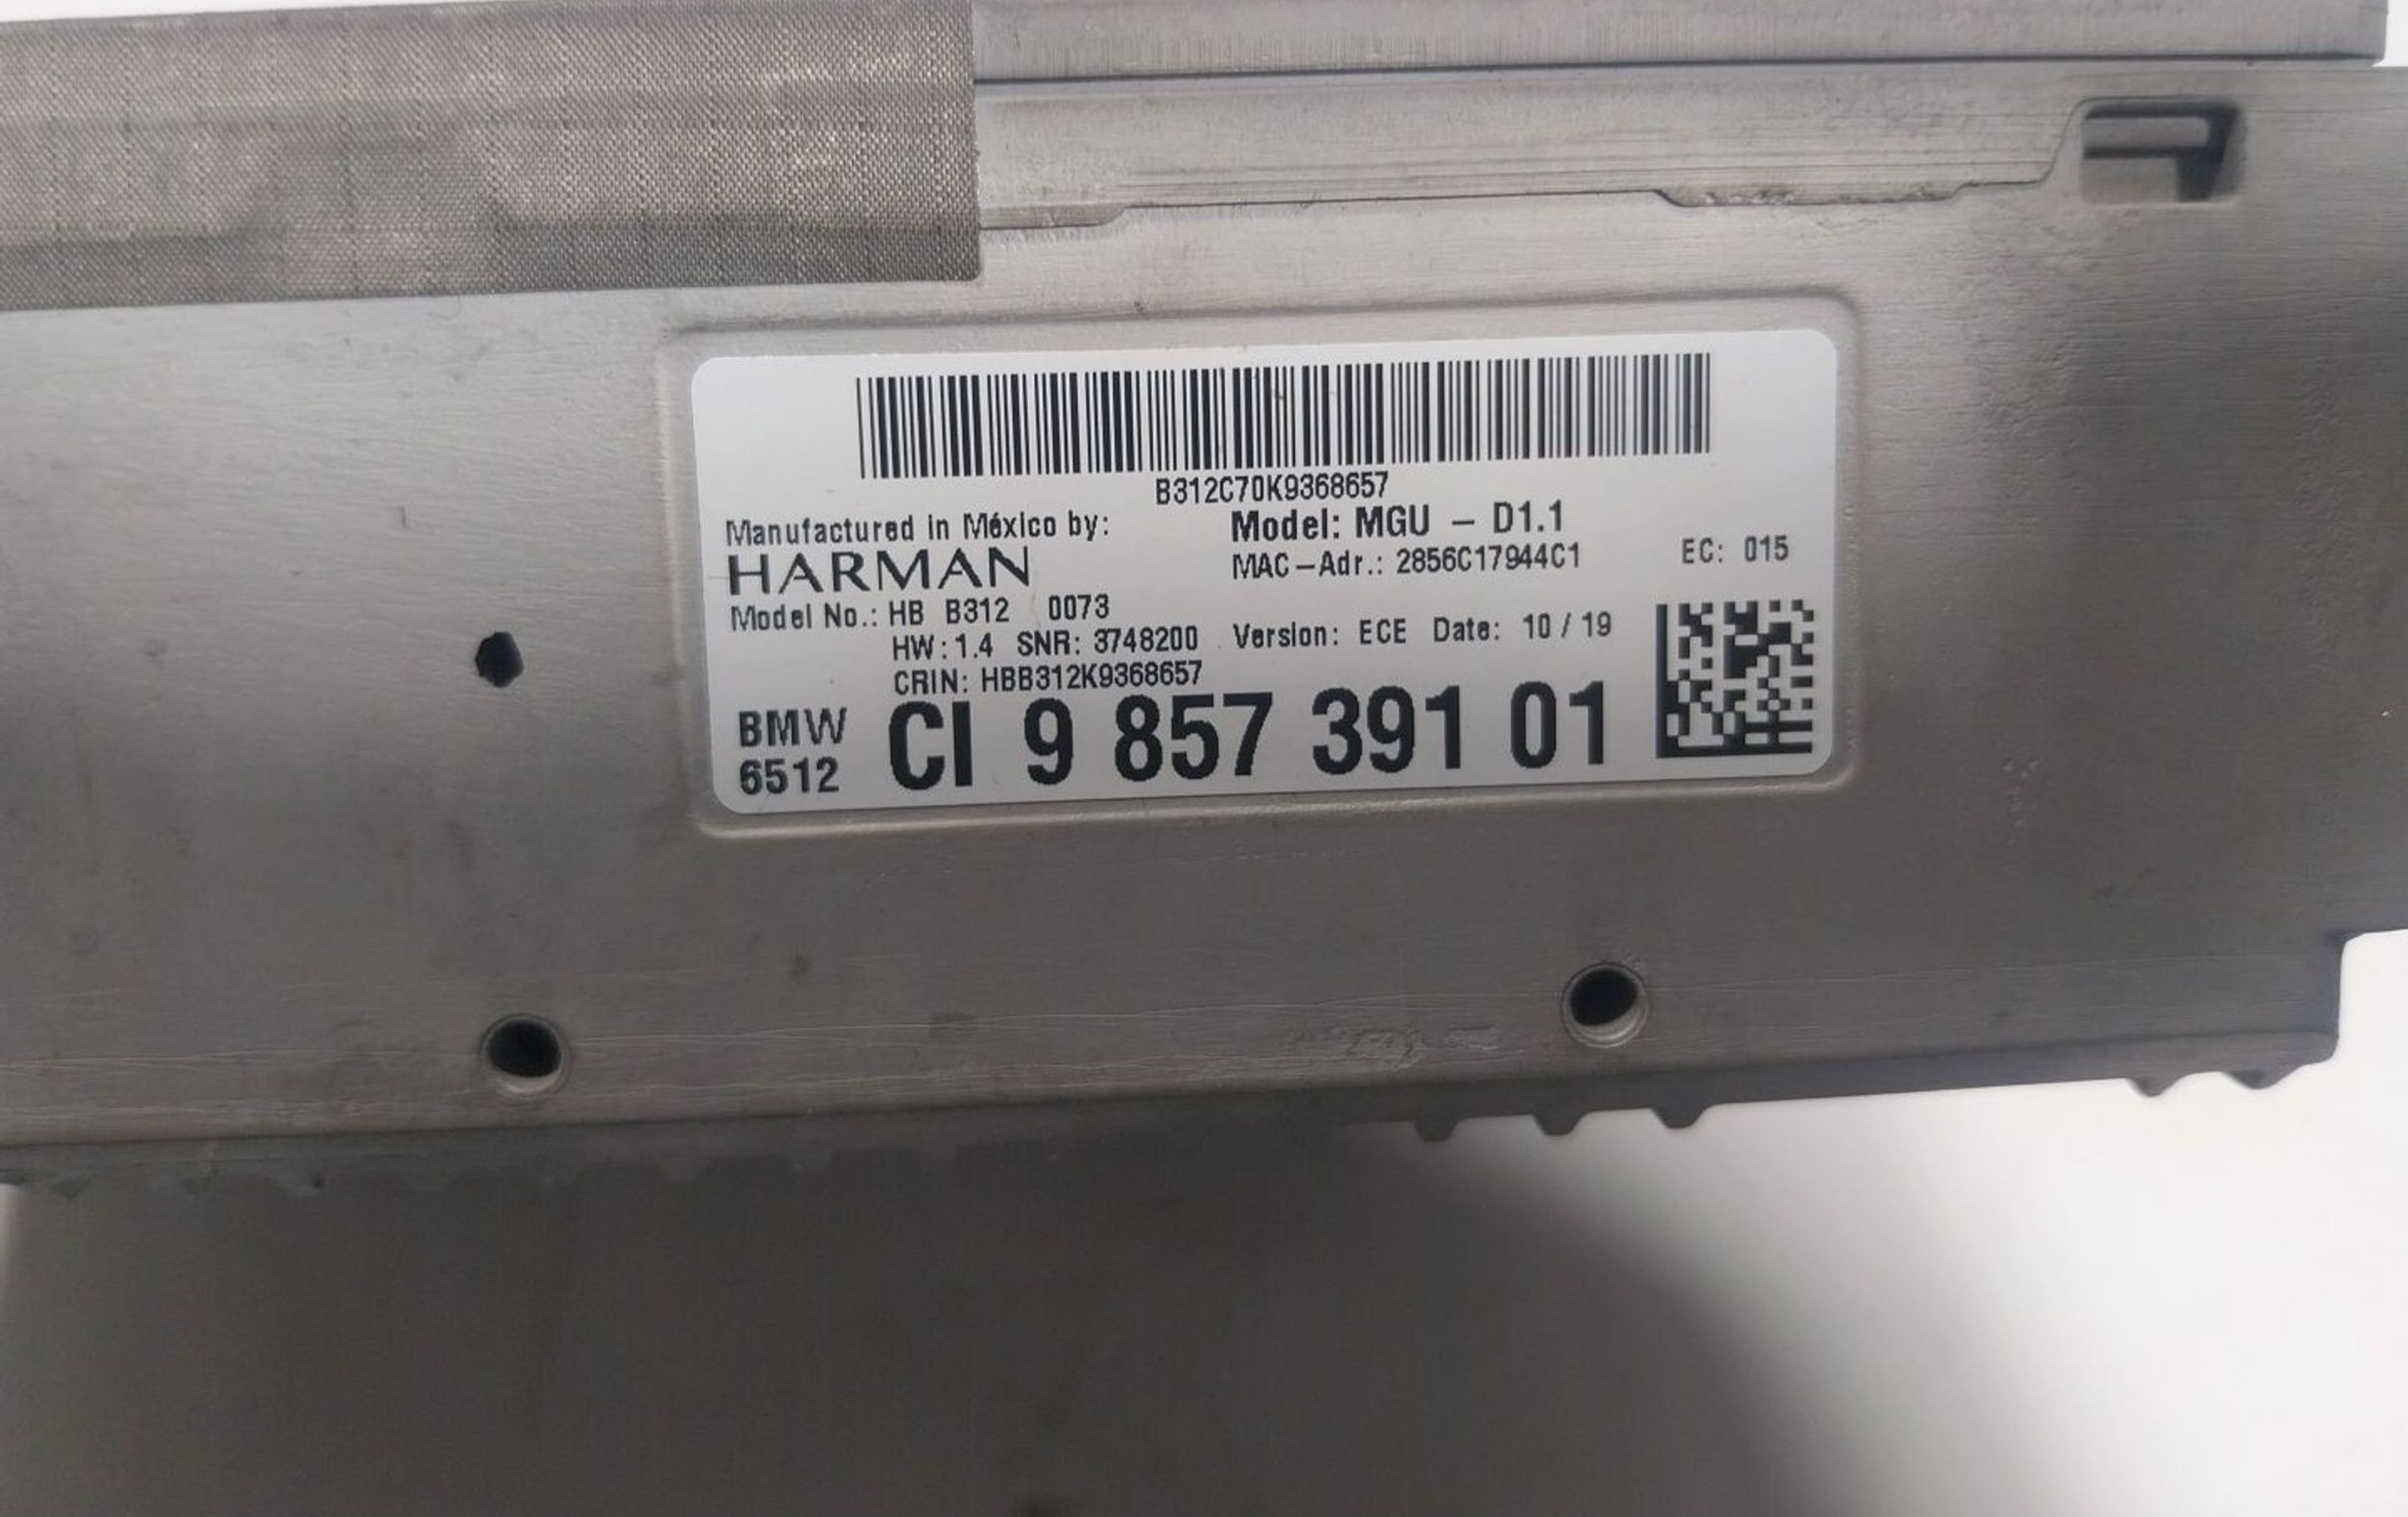 B312C70K9368657
Manufactured in México by:
HARMAN
Model: MGU - D1.1
MAC-Adr.: 2856C17944C1
EC: 015
Model No.: HB B312 0073
HW: 1.4 SNR: 3748200 Version: ECE Date: 10 / 19
CRIN: HBB312K9368657
BMW
6512
CI 9 857 391 01